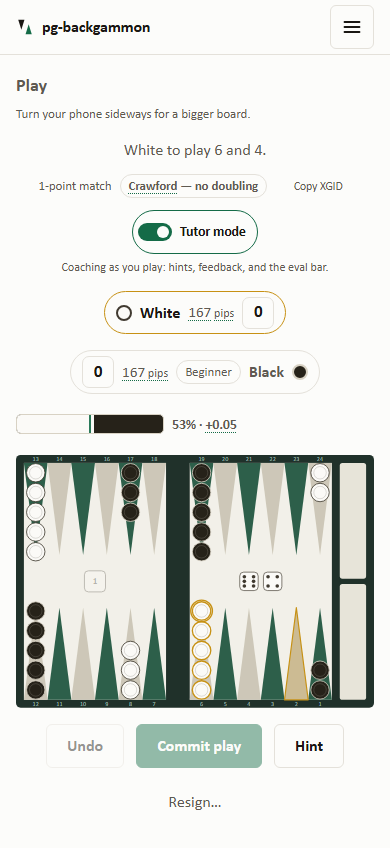 pg-backgammon
Play
Turn your phone sideways for a bigger board.
White to play 6 and 4.
1-point match Crawford — no doubling Copy XGID
Tutor mode
Coaching as you play: hints, feedback, and the eval bar.
White 167 pips 0
0 167 pips Beginner Black
53% · +0.05
13 14 15 16 17 18 19 20 21 22 23 24
1
12 11 10 9 8 7 6 5 4 3 2 1
Undo Commit play Hint
Resign...